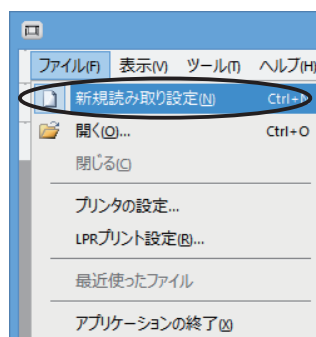 ファイル(F) 表示(V) ツール(T) ヘルプ(H)
新規読み取り設定(N) Ctrl+N
開く(O)... Ctrl+O
閉じる(C)
プリンタの設定...
LPRプリント設定(R)...
最近使ったファイル
アプリケーションの終了(X)